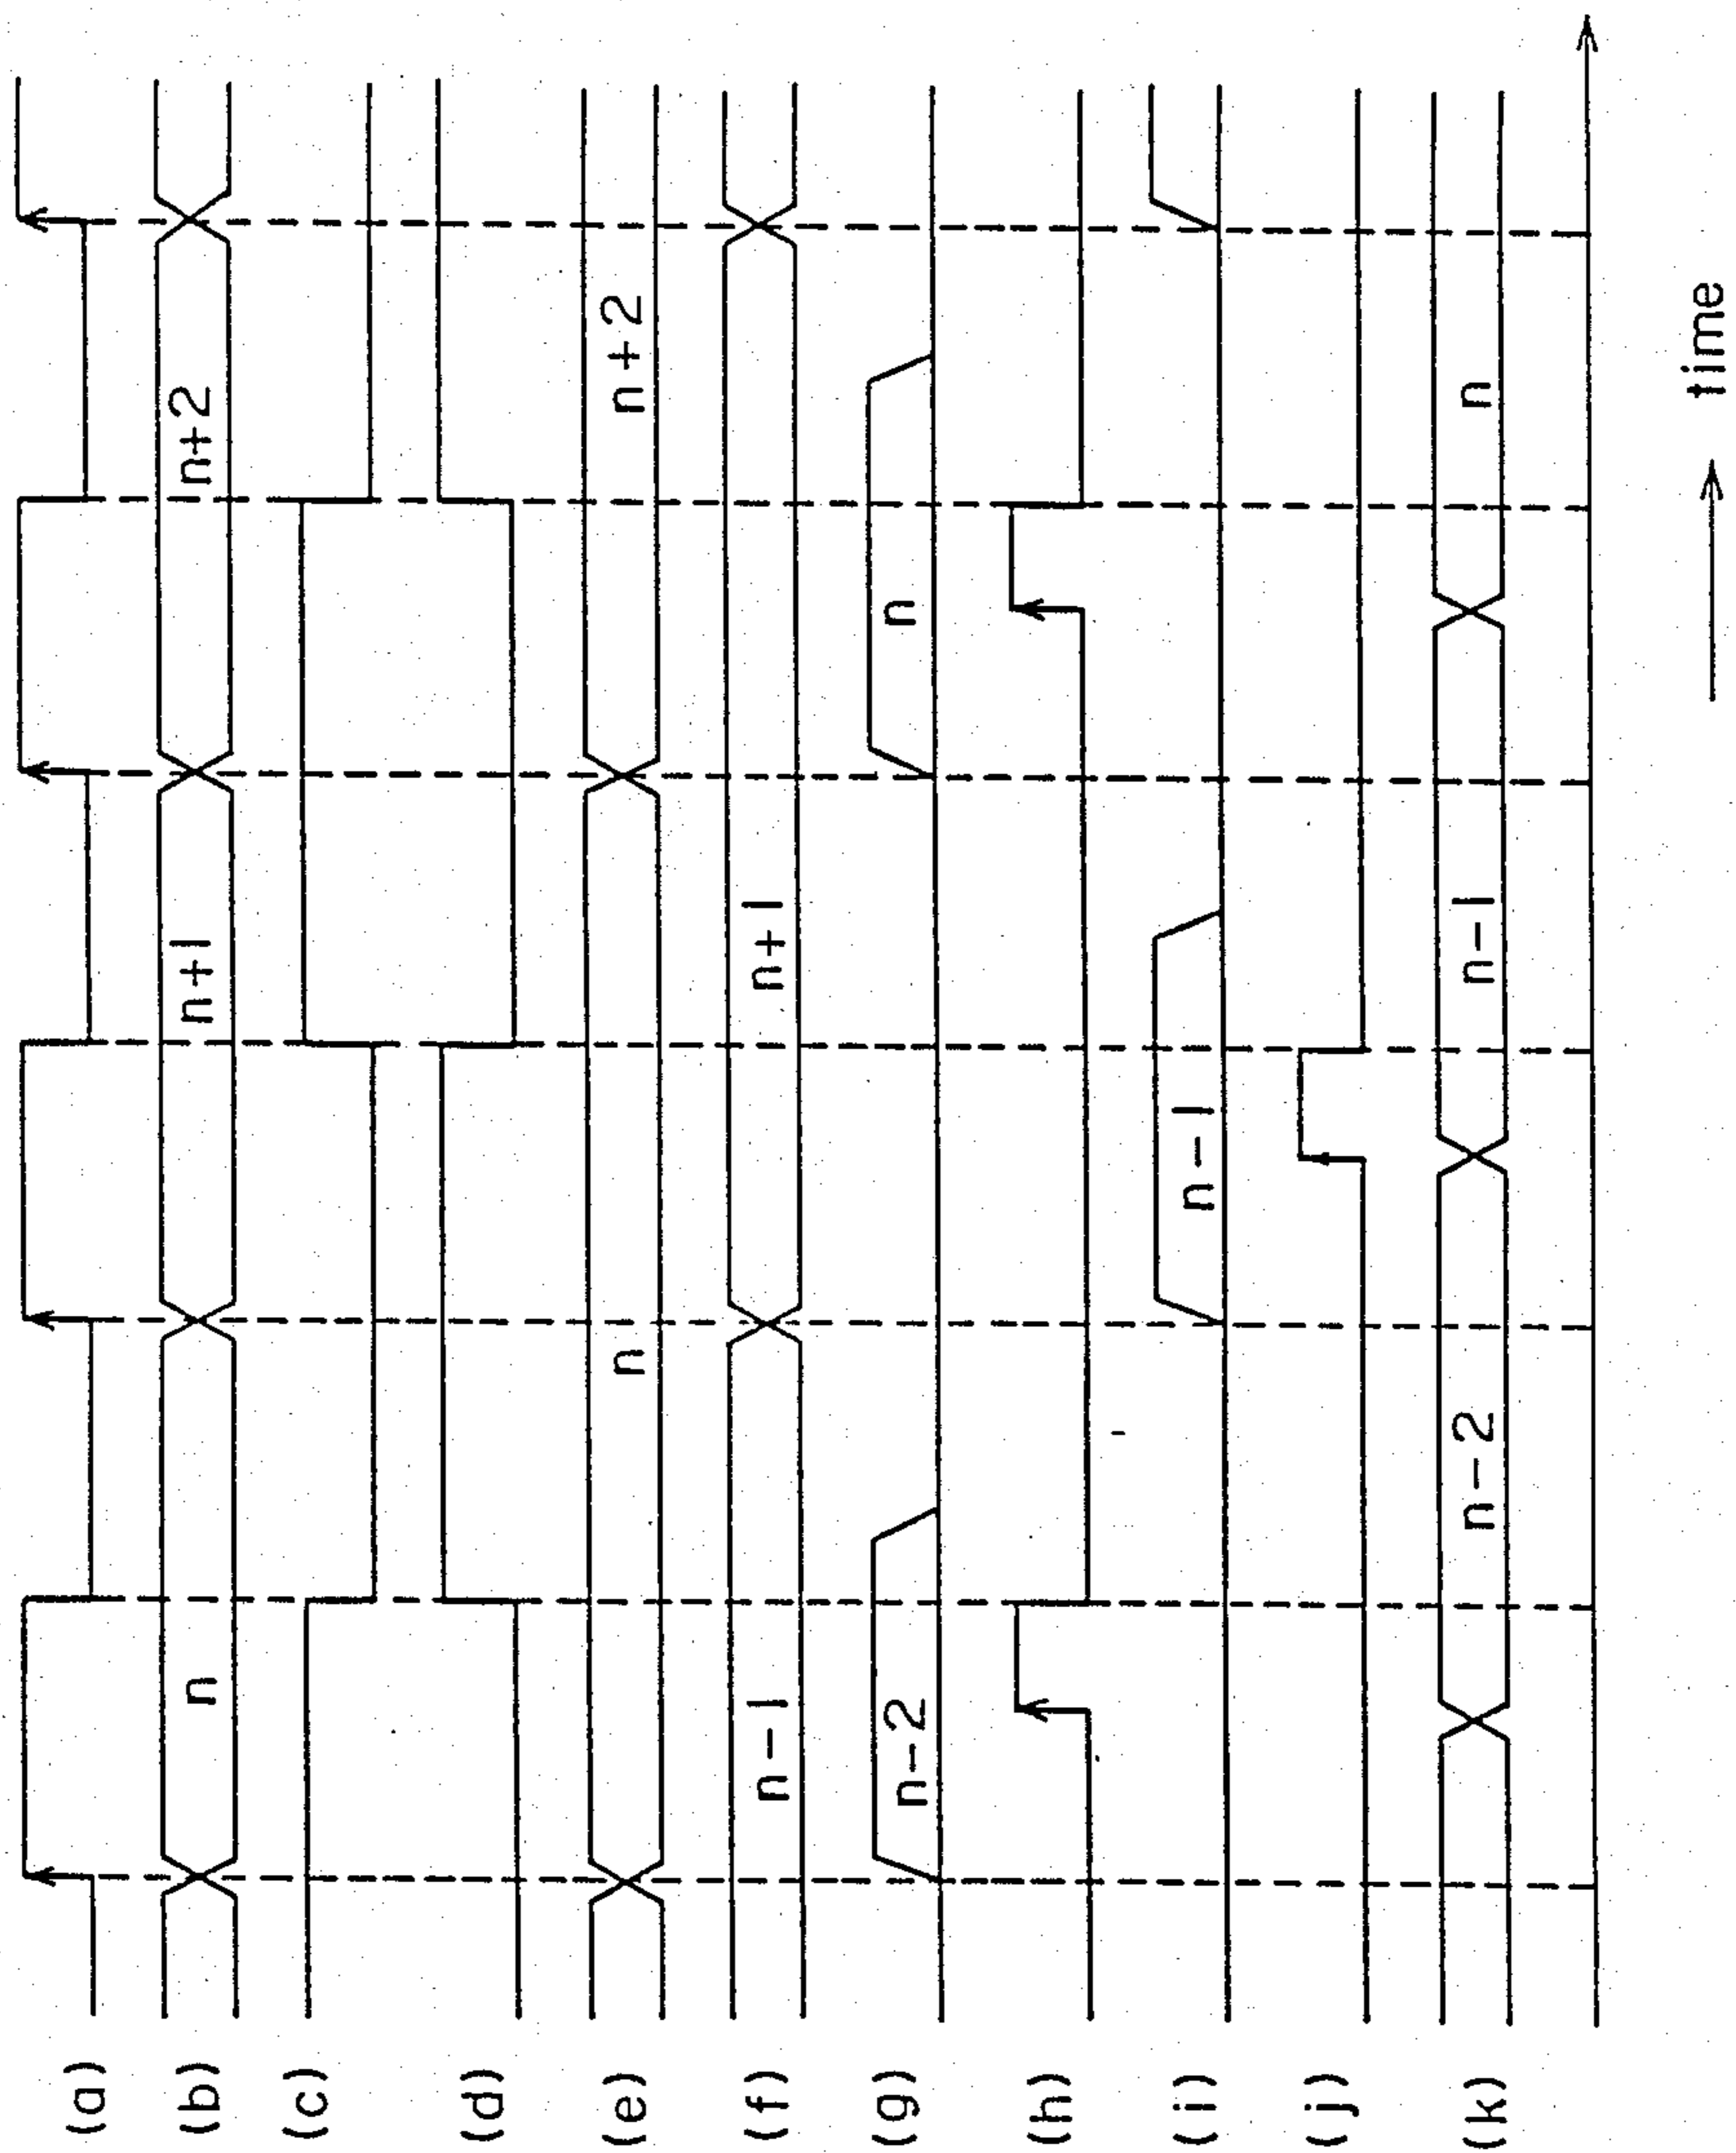 (a)
(b) n n+1 n+2
(c)
(d)
(e) n n+2
(f) n-1 n+1
(g) n-2 n
(h)
(i) n-1
(j)
(k) n-2 n-1 n
time